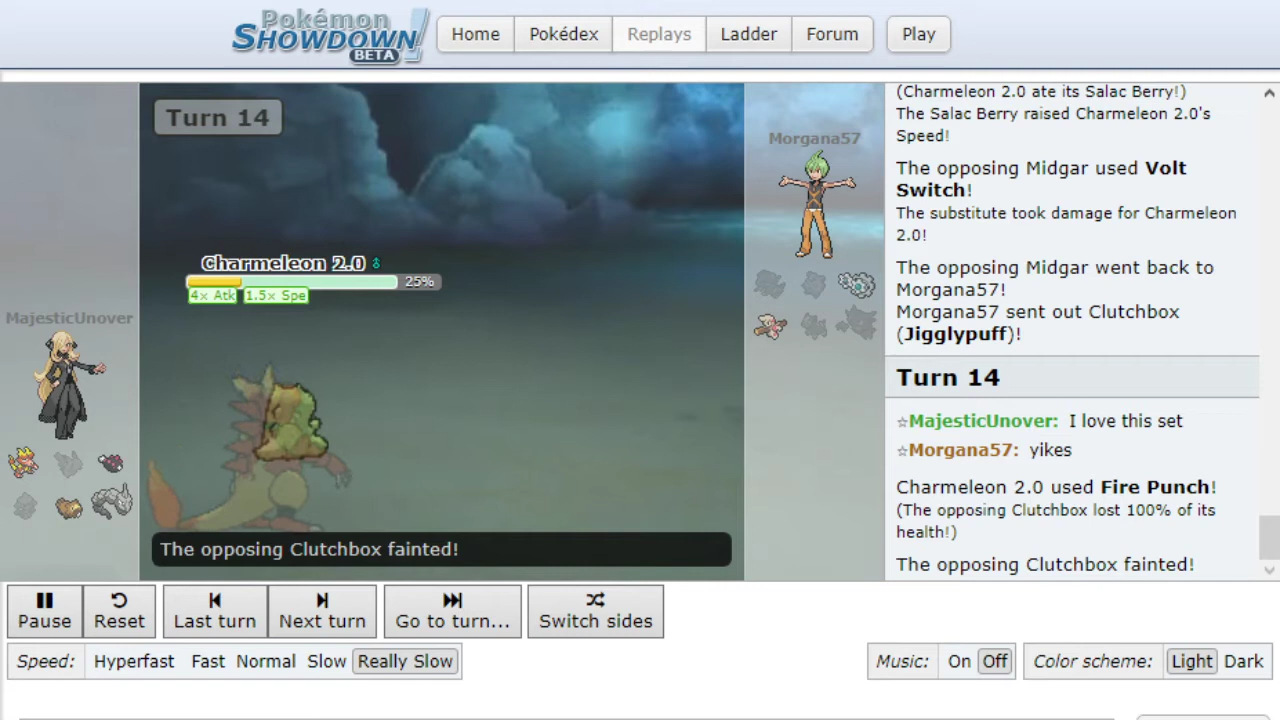 Pokémon
SHOWDOWN!
BETA
Home
Pokédex
Replays
Ladder
Forum
Play
Turn 14
Morgana57
Charmeleon 2.0
25%
4× Atk
1.5× Spe
MajesticUnover
The opposing Clutchbox fainted!
(Charmeleon 2.0 ate its Salac Berry!)
The Salac Berry raised Charmeleon 2.0's
Speed!
The opposing Midgar used Volt
Switch!
The substitute took damage for Charmeleon
2.0!
The opposing Midgar went back to
Morgana57!
Morgana57 sent out Clutchbox
(Jigglypuff)!
Turn 14
☆MajesticUnover: I love this set
☆Morgana57: yikes
Charmeleon 2.0 used Fire Punch!
(The opposing Clutchbox lost 100% of its
health!)
The opposing Clutchbox fainted!
Pause
Reset
Last turn
Next turn
Go to turn...
Switch sides
Speed:
Hyperfast
Fast
Normal
Slow
Really Slow
Music:
On
Off
Color scheme:
Light
Dark